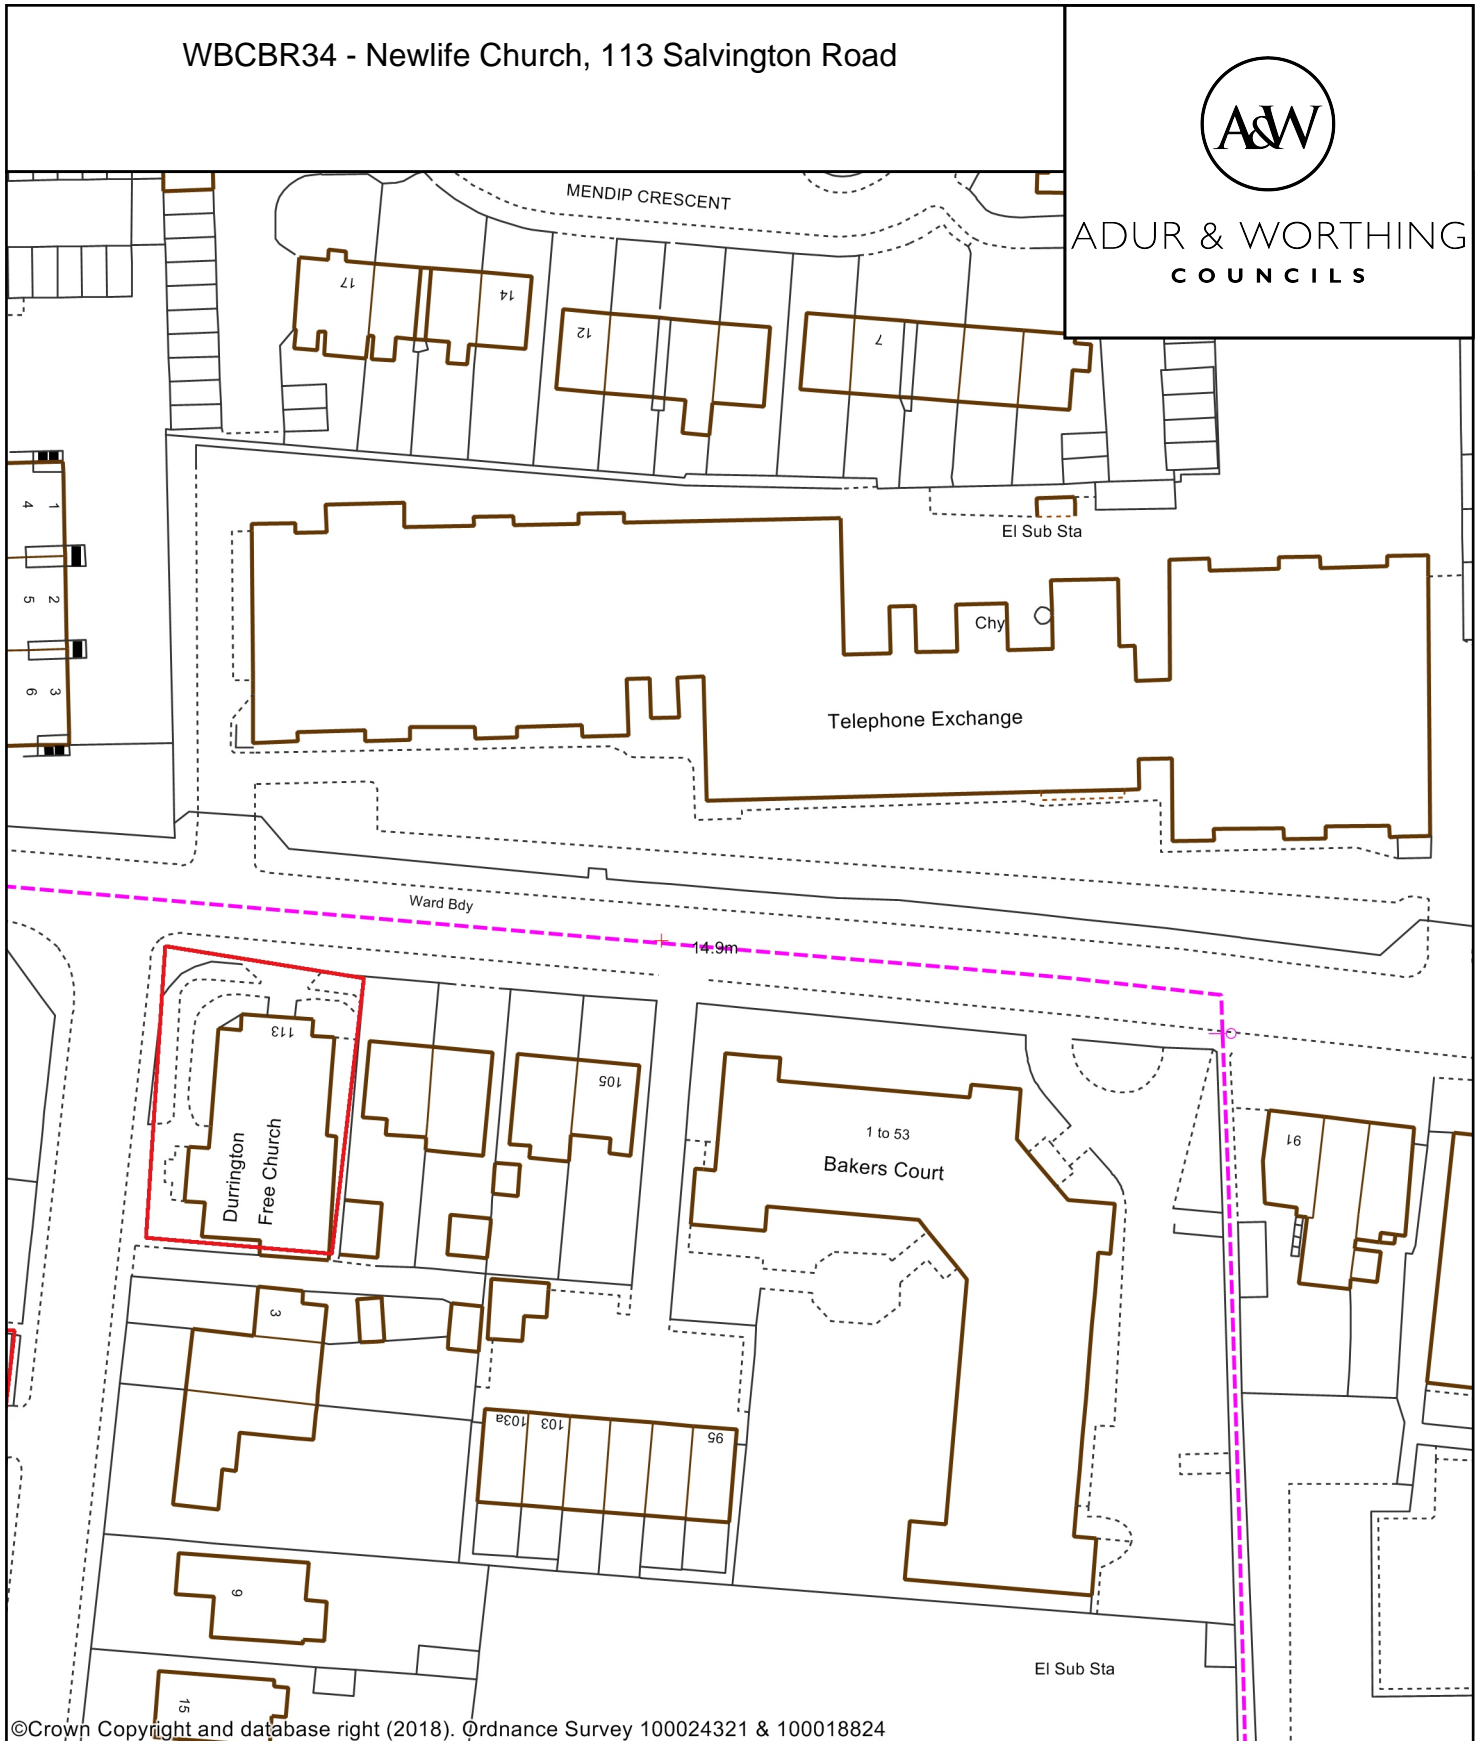 WBCBR34 - Newlife Church, 113 Salvington Road
A&W
ADUR & WORTHING
COUNCILS
MENDIP CRESCENT
17
14
12
7
1
4
2
5
3
6
El Sub Sta
Chy
Telephone Exchange
Ward Bdy
14.9m
113
105
Durrington
Free Church
1 to 53
Bakers Court
91
3
103a
103
95
9
15
El Sub Sta
©Crown Copyright and database right (2018). Ordnance Survey 100024321 & 100018824